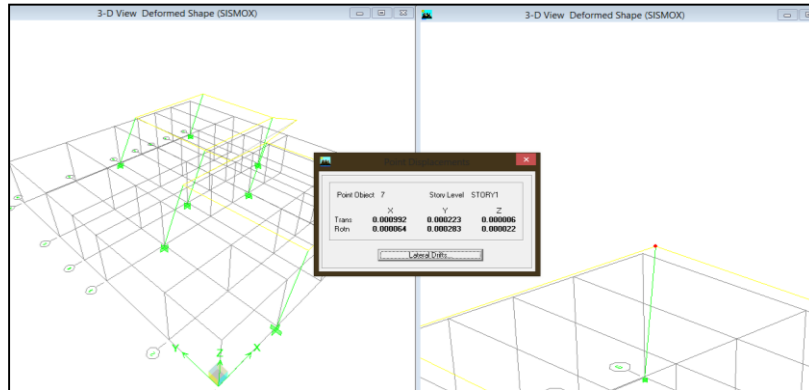 3-D View Deformed Shape (SISMOX)
3-D View Deformed Shape (SISMOX)
Point Displacements
Point Object 7 Story Level STORY1
X Y Z
Trans 0.000992 0.000223 0.000006
Rotn 0.000064 0.000283 0.000022
Lateral Drifts...
Y Z X